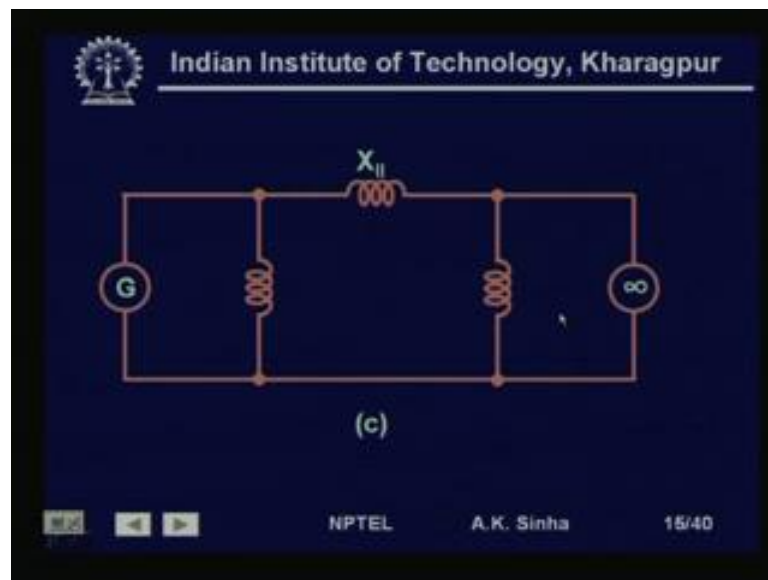 Indian Institute of Technology, Kharagpur
X||
G
∞
(c)
NPTEL A.K. Sinha 15/40